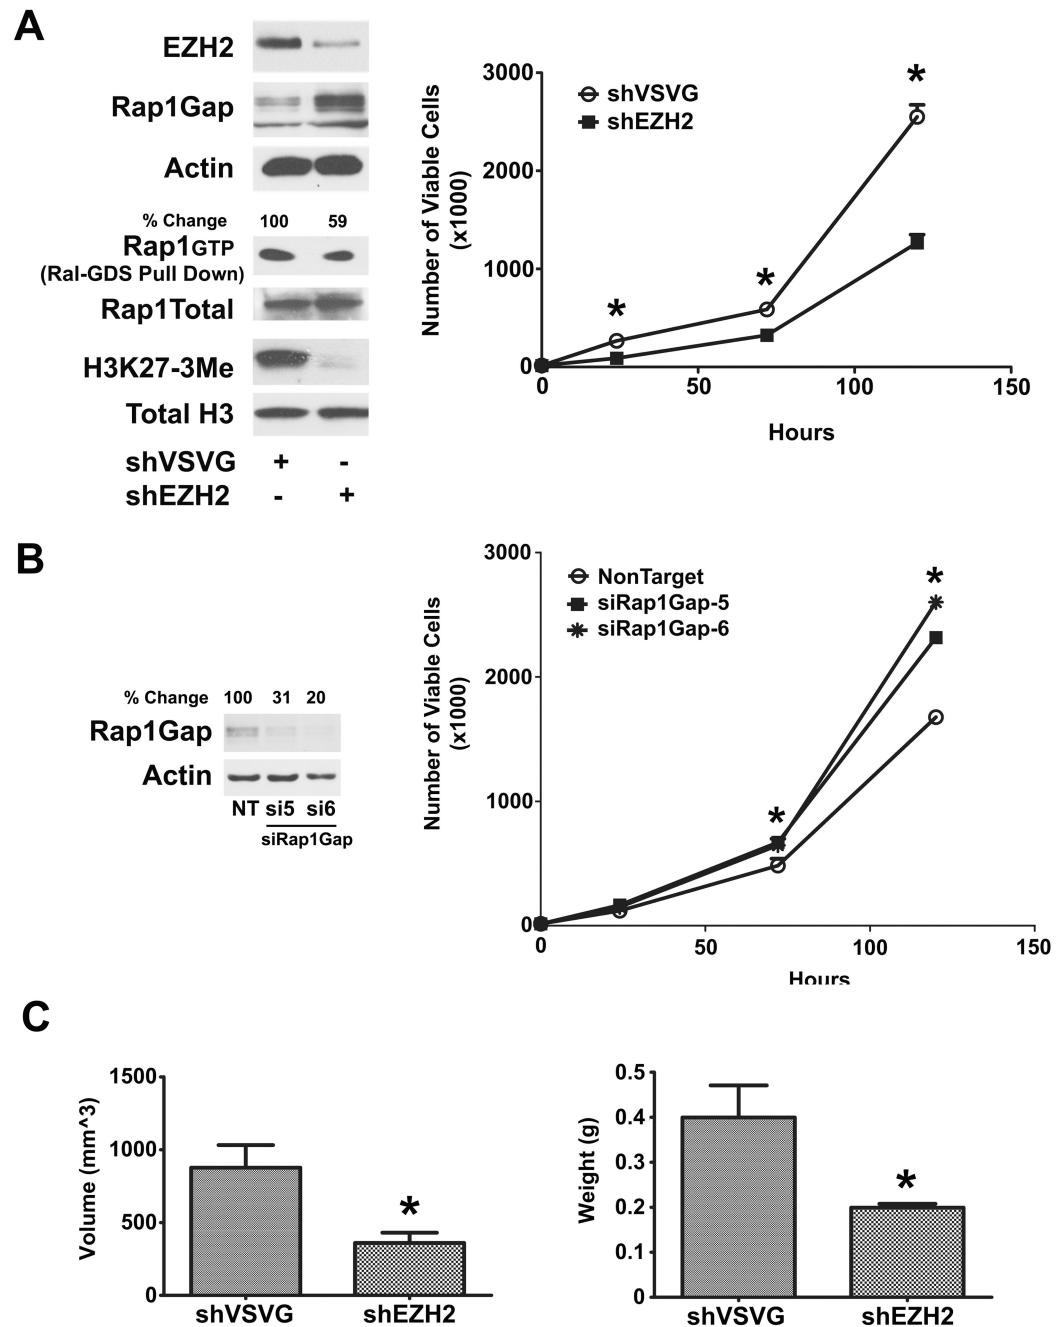 A
EZH2
Rap1Gap
Actin
% Change 100 59
Rap1GTP
(Ral-GDS Pull Down)
Rap1Total
H3K27-3Me
Total H3
shVSVG + -
shEZH2 - +
Number of Viable Cells
(x1000)
3000
2000
1000
0
0 50 100 150
Hours
shVSVG
shEZH2
*
*
*
B
% Change 100 31 20
Rap1Gap
Actin
NT si5 si6
siRap1Gap
Number of Viable Cells
(x1000)
3000
2000
1000
0
0 50 100 150
Hours
NonTarget
siRap1Gap-5
siRap1Gap-6
*
*
C
Volume (mm^3)
1500
1000
500
0
*
shVSVG shEZH2
Weight (g)
0.5
0.4
0.3
0.2
0.1
0
*
shVSVG shEZH2